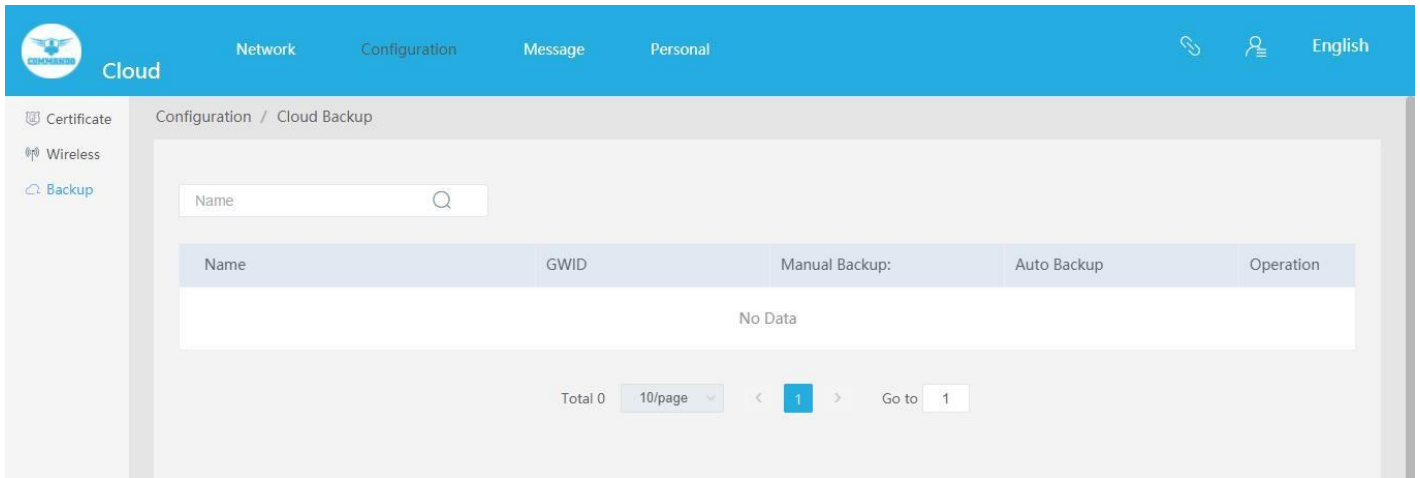 COMMANDO
Cloud
Network Configuration Message Personal English
Certificate
Wireless
Backup
Configuration / Cloud Backup
Name
Name GWID Manual Backup: Auto Backup Operation
No Data
Total 0 10/page < 1 > Go to 1